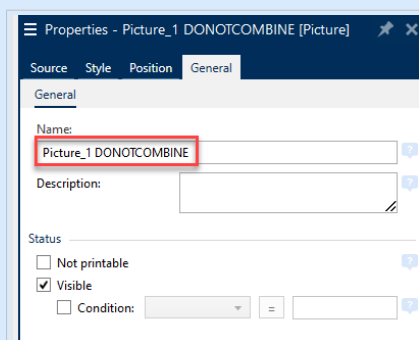 Properties - Picture_1 DONOTCOMBINE [Picture]
Source Style Position General
General
Name:
Picture_1 DONOTCOMBINE
?
Description:
?
Status
Not printable
?
Visible
Condition: =
?